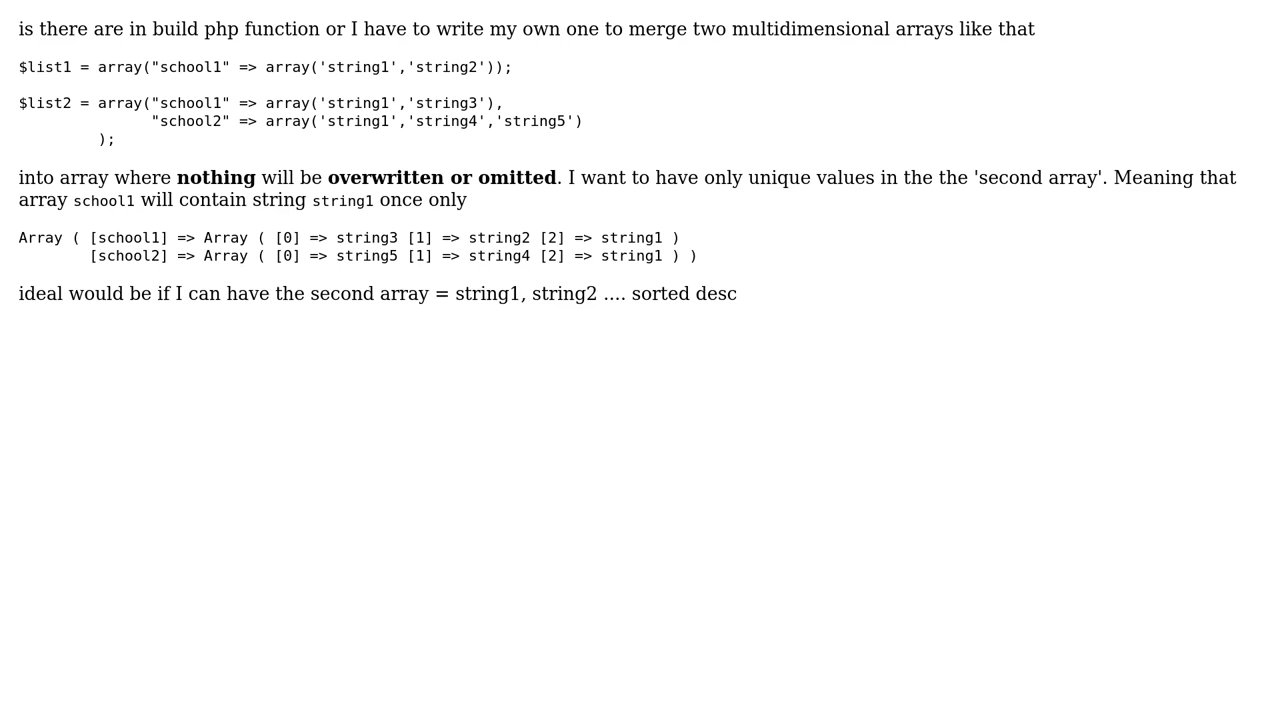 is there are in build php function or I have to write my own one to merge two multidimensional arrays like that
$list1 = array("school1" => array('string1','string2'));
$list2 = array("school1" => array('string1','string3'),
"school2" => array('string1','string4','string5')
);
into array where nothing will be overwritten or omitted. I want to have only unique values in the the 'second array'. Meaning that
array school1 will contain string string1 once only
Array ( [school1] => Array ( [0] => string3 [1] => string2 [2] => string1 )
[school2] => Array ( [0] => string5 [1] => string4 [2] => string1 ) )
ideal would be if I can have the second array = string1, string2 .... sorted desc